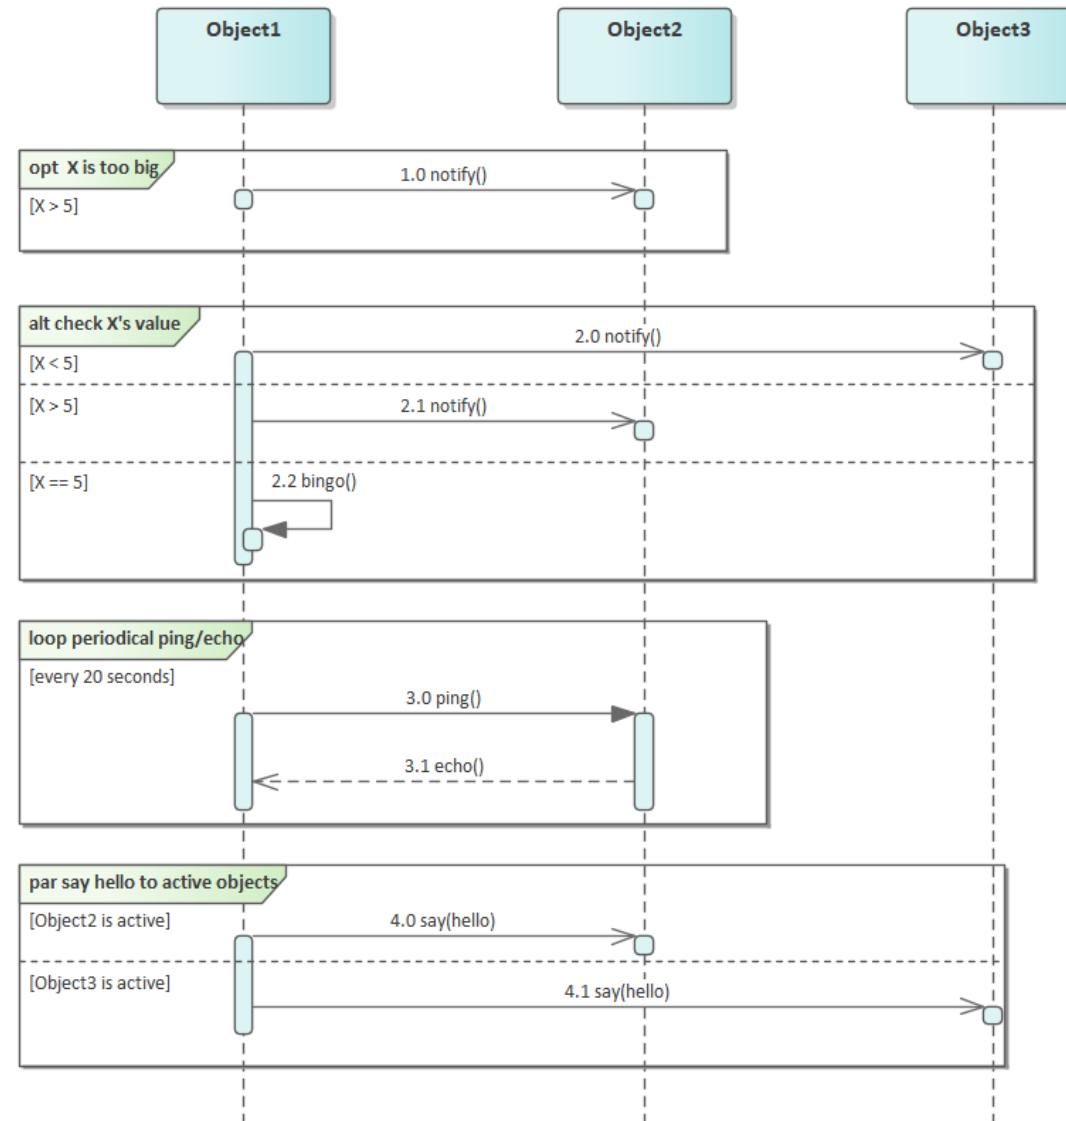 Object1
Object2
Object3
opt  X is too big
1.0 notify()
[X > 5]
alt check X's value
2.0 notify()
[X < 5]
[X > 5]
2.1 notify()
[X == 5]
2.2 bingo()
loop periodical ping/echo
[every 20 seconds]
3.0 ping()
3.1 echo()
par say hello to active objects
[Object2 is active]
4.0 say(hello)
[Object3 is active]
4.1 say(hello)